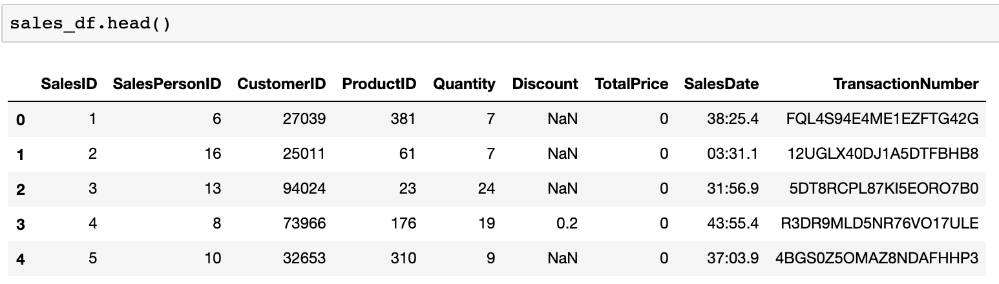 sales_df.head()
SalesID SalesPersonID CustomerID ProductID Quantity Discount TotalPrice SalesDate TransactionNumber
0 1 6 27039 381 7 NaN 0 38:25.4 FQL4S94E4ME1EZFTG42G
1 2 16 25011 61 7 NaN 0 03:31.1 12UGLX40DJ1A5DTFBHB8
2 3 13 94024 23 24 NaN 0 31:56.9 5DT8RCPL87KI5EORO7B0
3 4 8 73966 176 19 0.2 0 43:55.4 R3DR9MLD5NR76VO17ULE
4 5 10 32653 310 9 NaN 0 37:03.9 4BGS0Z5OMAZ8NDAFHHP3